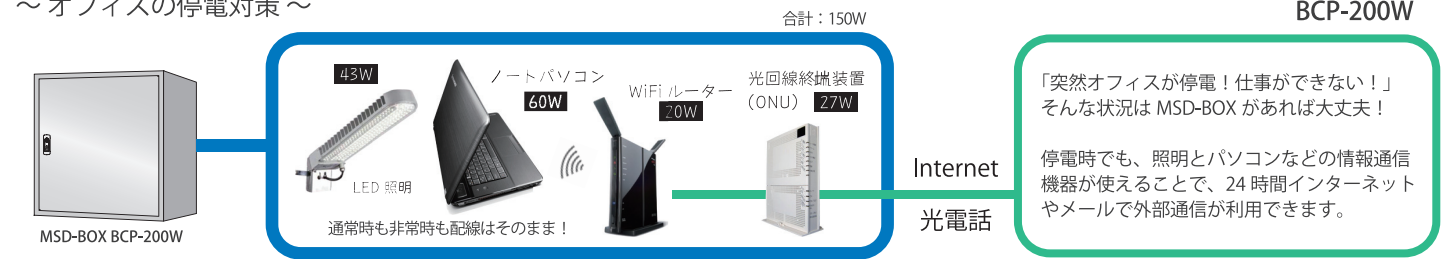 ～ オフィスの停電対策 ～
合計：150W
BCP-200W
43W
LED 照明
ノートパソコン
60W
WiFi ルーター
20W
光回線終端装置
(ONU) 27W
通常時も非常時も配線はそのまま！
MSD-BOX BCP-200W
Internet
光電話
「突然オフィスが停電！仕事ができない！」
そんな状況は MSD-BOX があれば大丈夫！
停電時でも、照明とパソコンなどの情報通信
機器が使えることで、24 時間インターネット
やメールで外部通信が利用できます。